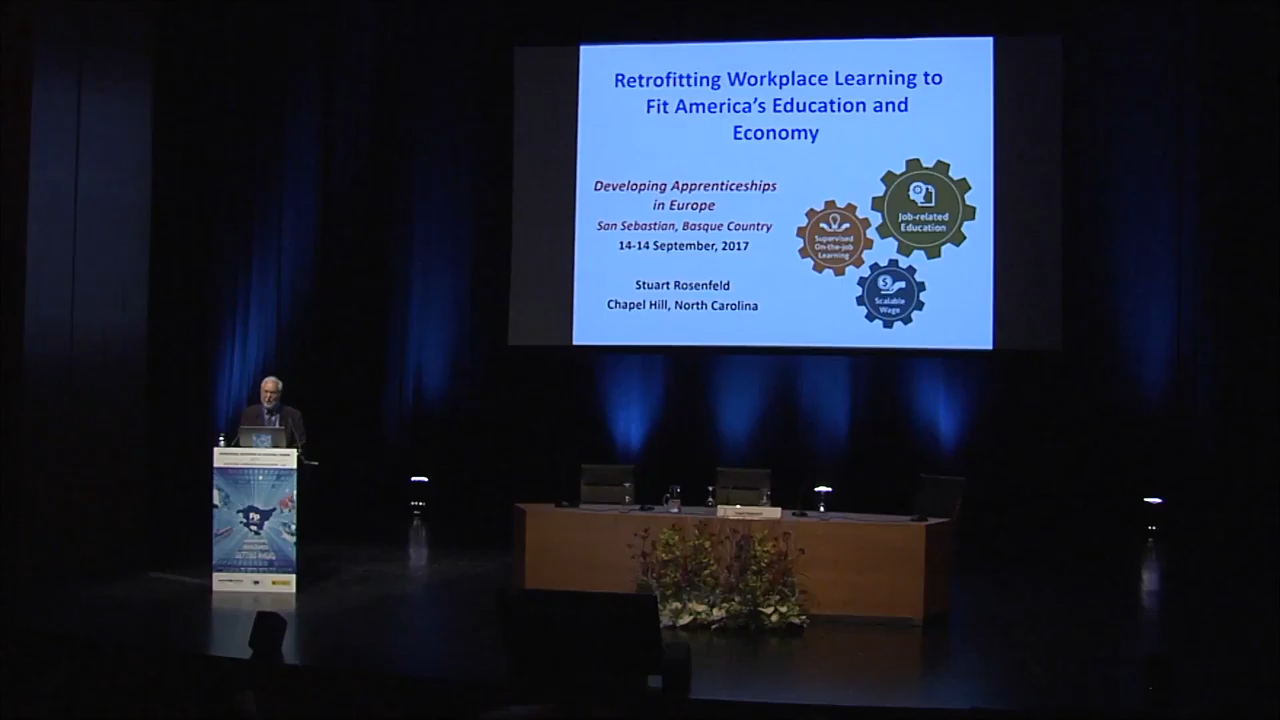 Retrofitting Workplace Learning to
Fit America's Education and
Economy
Developing Apprenticeships
in Europe
San Sebastian, Basque Country
14-14 September, 2017
Stuart Rosenfeld
Chapel Hill, North Carolina
Job-related
Education
Supervised
On-the-job
Learning
Scalable
Wage